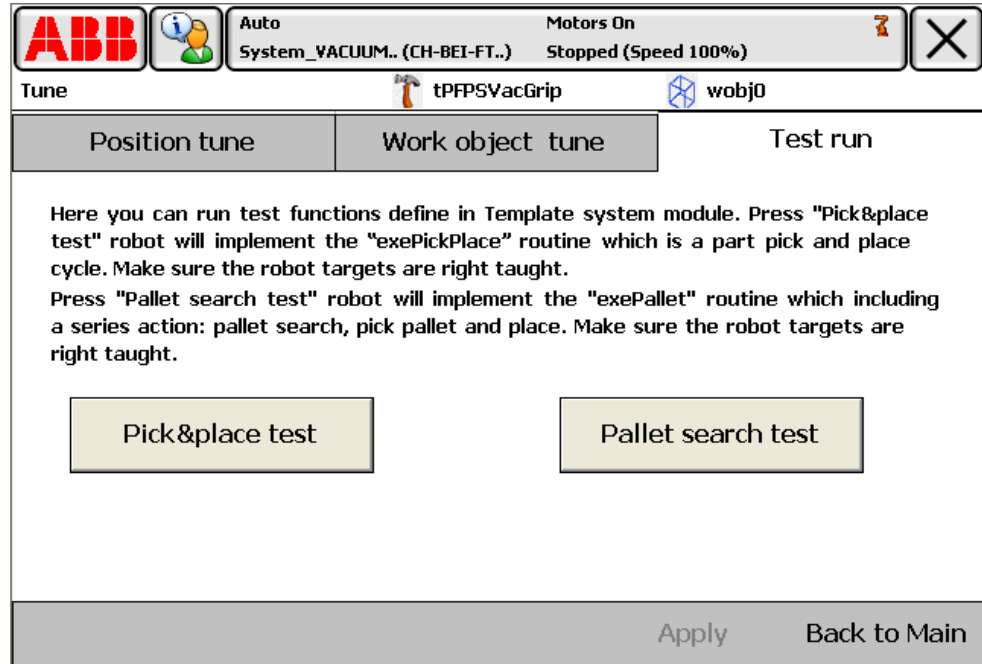 ABB
Auto Motors On
System_VACUUM.. (CH-BEI-FT..) Stopped (Speed 100%)
Tune tPFPSVacGrip wobj0
Position tune Work object tune Test run
Here you can run test functions define in Template system module. Press "Pick&place
test" robot will implement the "exePickPlace” routine which is a part pick and place
cycle. Make sure the robot targets are right taught.
Press "Pallet search test" robot will implement the "exePallet" routine which including
a series action: pallet search, pick pallet and place. Make sure the robot targets are
right taught.
Pick&place test Pallet search test
Apply Back to Main